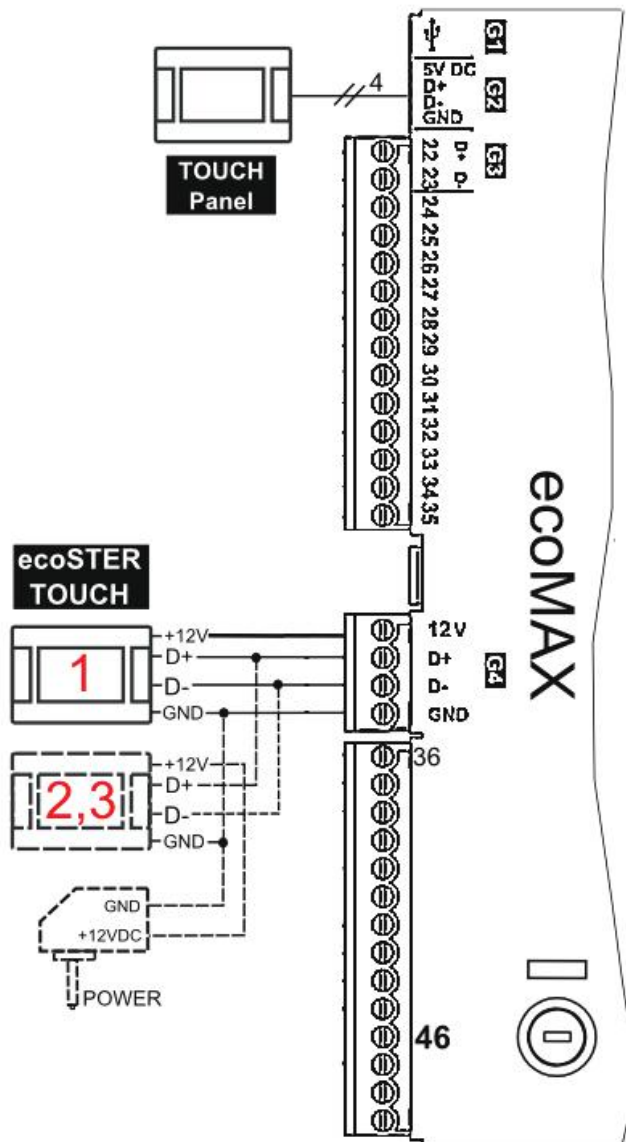 G1
5V DC
D+
D-
GND
G2
4
TOUCH
Panel
22 D+
23 D-
G3
24
25
26
27
28
29
30
31
32
33
34
35
ecoMAX
ecoSTER
TOUCH
1
+12V
D+
D-
GND
12V
D+
D-
GND
G4
2,3
+12V
D+
D-
GND
36
GND
+12VDC
POWER
46